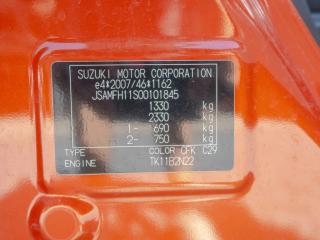 SUZUKI MOTOR CORPORATION
e4*2007/46*1162
JSAMFH11S00101845
1330 kg
2330 kg
1- 690 kg
2- 750 kg
TYPE COLOR CFK C29
ENGINE TK11B2N22